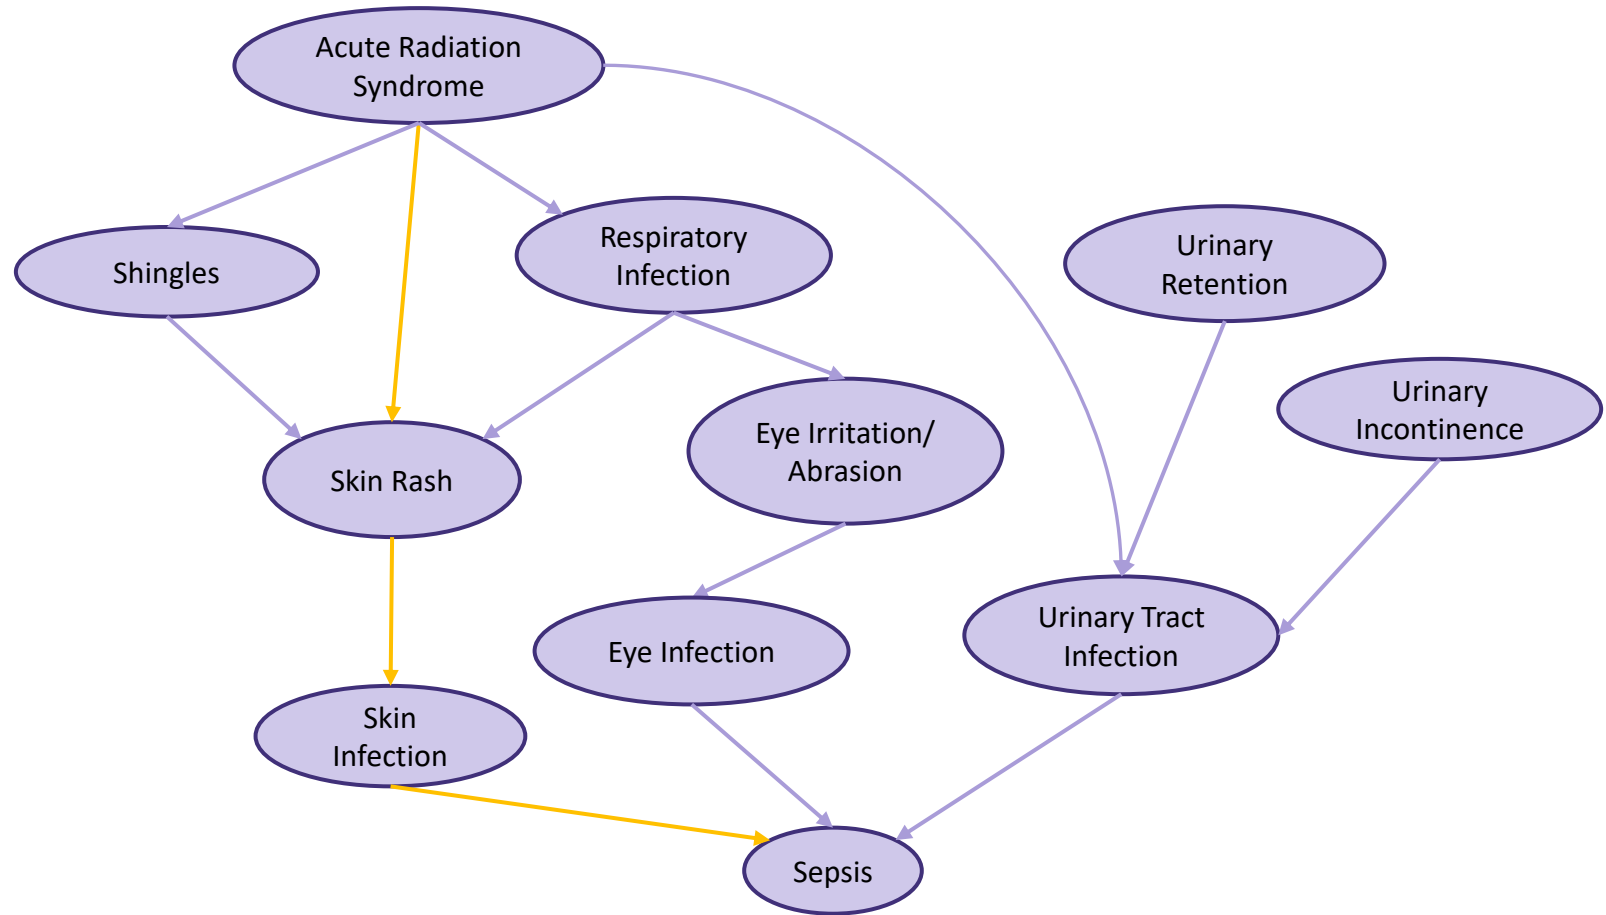 Acute Radiation
Syndrome
Shingles
Respiratory
Infection
Urinary
Retention
Urinary
Incontinence
Skin Rash
Eye Irritation/
Abrasion
Eye Infection
Urinary Tract
Infection
Skin
Infection
Sepsis